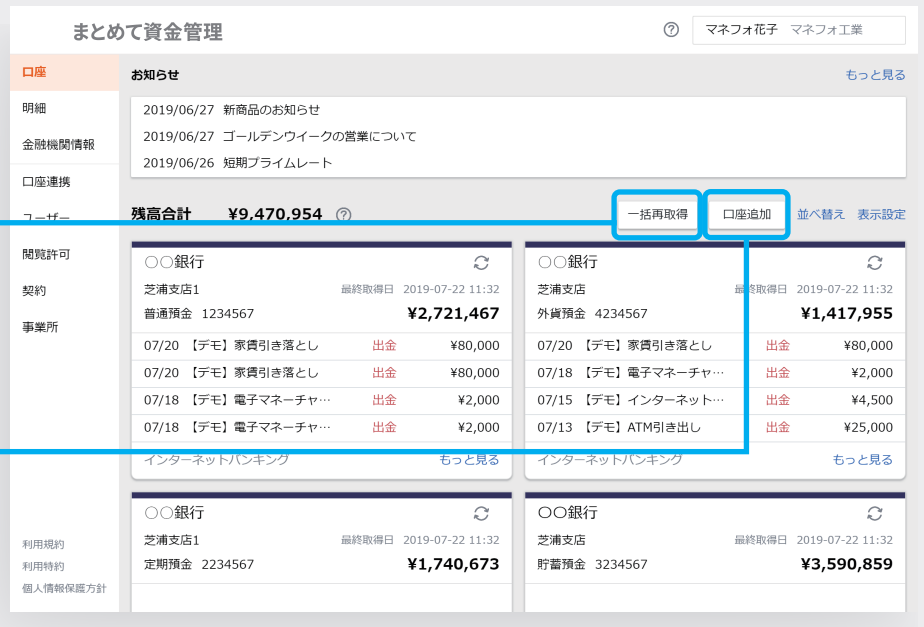 まとめて資金管理
? マネフォ花子 マネフォ工業
口座
明細
金融機関情報
口座連携
ユーザー
閲覧許可
契約
事業所
利用規約
利用特約
個人情報保護方針
お知らせ もっと見る
2019/06/27 新商品のお知らせ
2019/06/27 ゴールデンウイークの営業について
2019/06/26 短期プライムレート
残高合計 ¥9,470,954 ? 一括再取得 口座追加 並べ替え 表示設定
〇〇銀行
芝浦支店1 最終取得日 2019-07-22 11:32
普通預金 1234567 ¥2,721,467
07/20 【デモ】家賃引き落とし 出金 ¥80,000
07/20 【デモ】家賃引き落とし 出金 ¥80,000
07/18 【デモ】電子マネーチャ… 出金 ¥2,000
07/18 【デモ】電子マネーチャ… 出金 ¥2,000
インターネットバンキング もっと見る
〇〇銀行
芝浦支店 最終取得日 2019-07-22 11:32
外貨預金 4234567 ¥1,417,955
07/20 【デモ】家賃引き落とし 出金 ¥80,000
07/18 【デモ】電子マネーチャ… 出金 ¥2,000
07/15 【デモ】インターネット… 出金 ¥4,500
07/13 【デモ】ATM引き出し 出金 ¥25,000
インターネットバンキング もっと見る
〇〇銀行
芝浦支店1 最終取得日 2019-07-22 11:32
定期預金 2234567 ¥1,740,673
〇〇銀行
芝浦支店 最終取得日 2019-07-22 11:32
貯蓄預金 3234567 ¥3,590,859